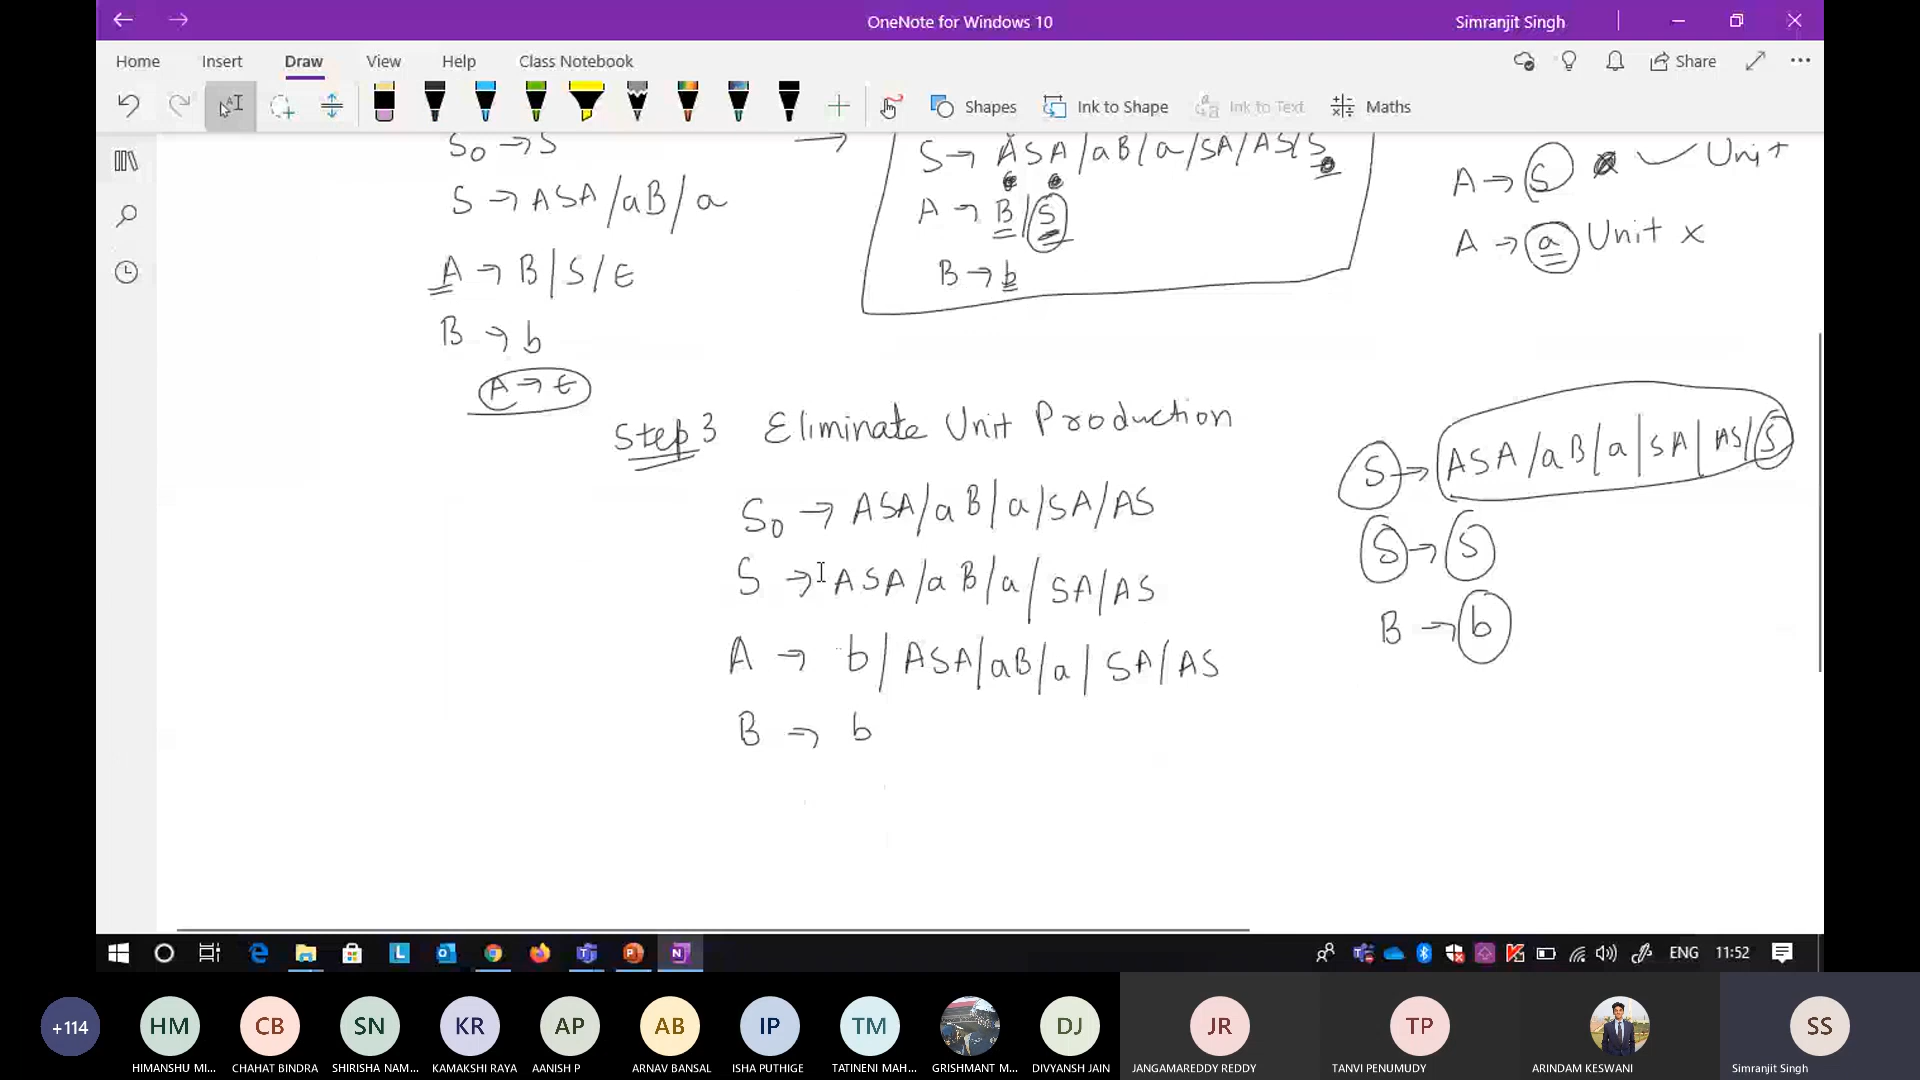 OneNote for Windows 10
Simranjit Singh
Home Insert Draw View Help Class Notebook
Share
Shapes Ink to Shape Ink to Text Maths
S₀ → S
S → ASA/aB/a
A → B/S/ε
B → b
A → ε
→
S → ASA/aB/a/SA/AS/S
A → B/S
B → b
A → S Unit
A → a Unit x
Step 3 Eliminate Unit Production
S₀ → ASA/aB/a/SA/AS
S → ASA/aB/a/SA/AS
A → b/ASA/aB/a/SA/AS
B → b
S → ASA/aB/a/SA/AS/S
S → S
B → b
ENG 11:52
+114
HM CB SN KR AP AB IP TM DJ JR TP SS
HIMANSHU MI... CHAHAT BINDRA SHIRISHA NAM... KAMAKSHI RAYA AANISH P ARNAV BANSAL ISHA PUTHIGE TATINENI MAH... GRISHMANT M... DIVYANSH JAIN JANGAMAREDDY REDDY TANVI PENUMUDY ARINDAM KESWANI Simranjit Singh